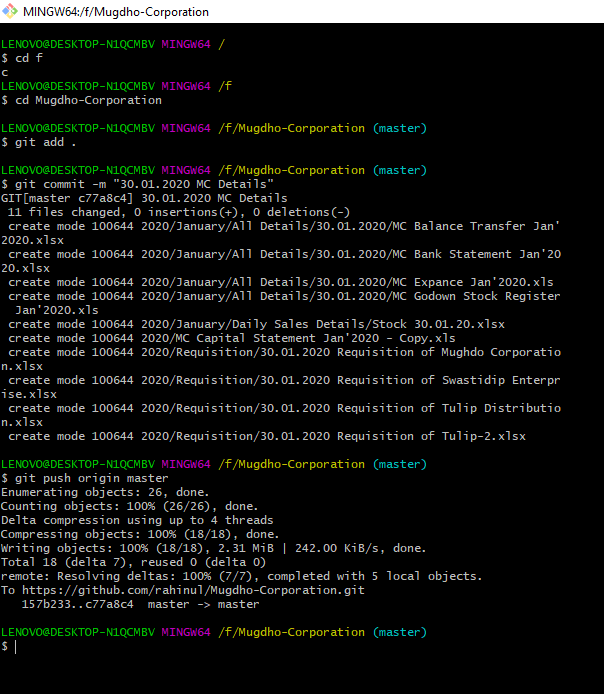 MINGW64:/f/Mugdho-Corporation
LENOVO@DESKTOP-N1QCMBV MINGW64 /
$ cd f
c
LENOVO@DESKTOP-N1QCMBV MINGW64 /f
$ cd Mugdho-Corporation
LENOVO@DESKTOP-N1QCMBV MINGW64 /f/Mugdho-Corporation (master)
$ git add .
LENOVO@DESKTOP-N1QCMBV MINGW64 /f/Mugdho-Corporation (master)
$ git commit -m "30.01.2020 MC Details"
GIT[master c77a8c4] 30.01.2020 MC Details
 11 files changed, 0 insertions(+), 0 deletions(-)
 create mode 100644 2020/January/All Details/30.01.2020/MC Balance Transfer Jan'
2020.xlsx
 create mode 100644 2020/January/All Details/30.01.2020/MC Bank Statement Jan'20
20.xlsx
 create mode 100644 2020/January/All Details/30.01.2020/MC Expance Jan'2020.xls
 create mode 100644 2020/January/All Details/30.01.2020/MC Godown Stock Register
  Jan'2020.xls
 create mode 100644 2020/January/Daily Sales Details/Stock 30.01.20.xlsx
 create mode 100644 2020/MC Capital Statement Jan'2020 - Copy.xls
 create mode 100644 2020/Requisition/30.01.2020 Requisition of Mughdo Corporatio
n.xlsx
 create mode 100644 2020/Requisition/30.01.2020 Requisition of Swastidip Enterpr
ise.xlsx
 create mode 100644 2020/Requisition/30.01.2020 Requisition of Tulip Distributio
n.xlsx
 create mode 100644 2020/Requisition/30.01.2020 Requisition of Tulip-2.xlsx
LENOVO@DESKTOP-N1QCMBV MINGW64 /f/Mugdho-Corporation (master)
$ git push origin master
Enumerating objects: 26, done.
Counting objects: 100% (26/26), done.
Delta compression using up to 4 threads
Compressing objects: 100% (18/18), done.
Writing objects: 100% (18/18), 2.31 MiB | 242.00 KiB/s, done.
Total 18 (delta 7), reused 0 (delta 0)
remote: Resolving deltas: 100% (7/7), completed with 5 local objects.
To https://github.com/rahinul/Mugdho-Corporation.git
   157b233..c77a8c4  master -> master
LENOVO@DESKTOP-N1QCMBV MINGW64 /f/Mugdho-Corporation (master)
$